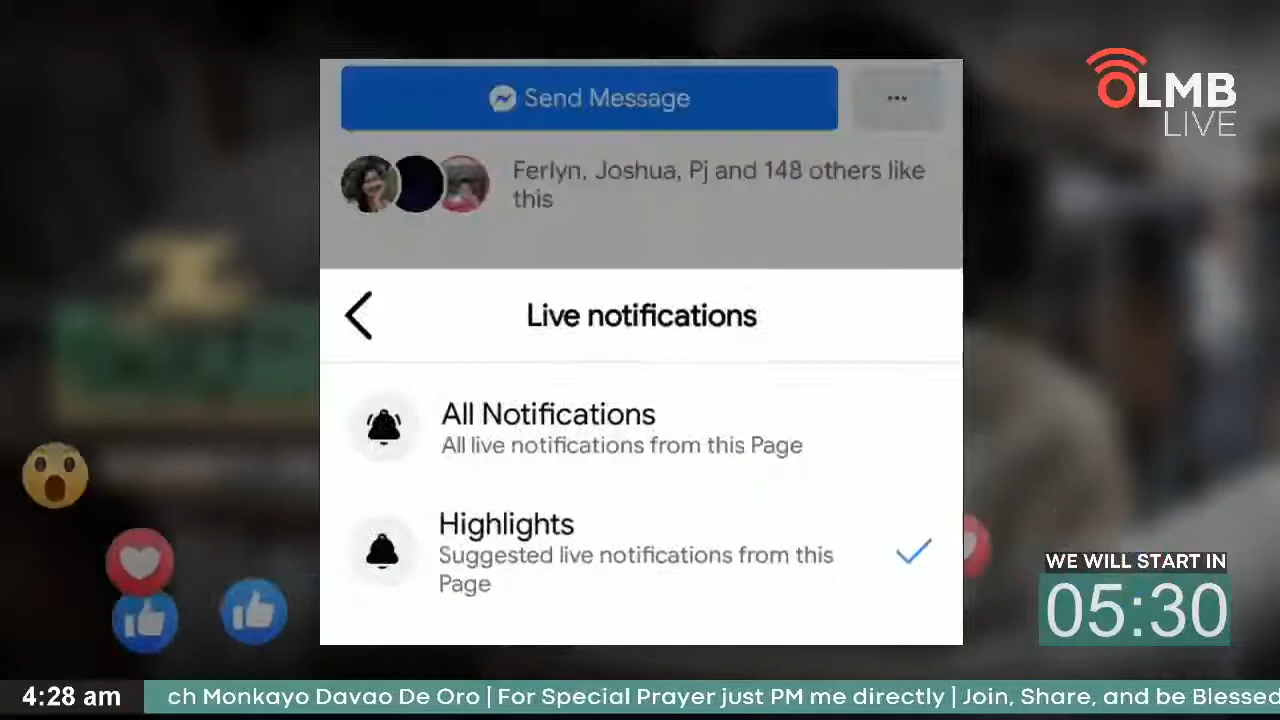 Send Message
...
OLMB
LIVE
Ferlyn, Joshua, Pj and 148 others like
this
Live notifications
All Notifications
All live notifications from this Page
Highlights
Suggested live notifications from this
Page
WE WILL START IN
05:30
4:28 am
ch Monkayo Davao De Oro | For Special Prayer just PM me directly | Join, Share, and be Blessed